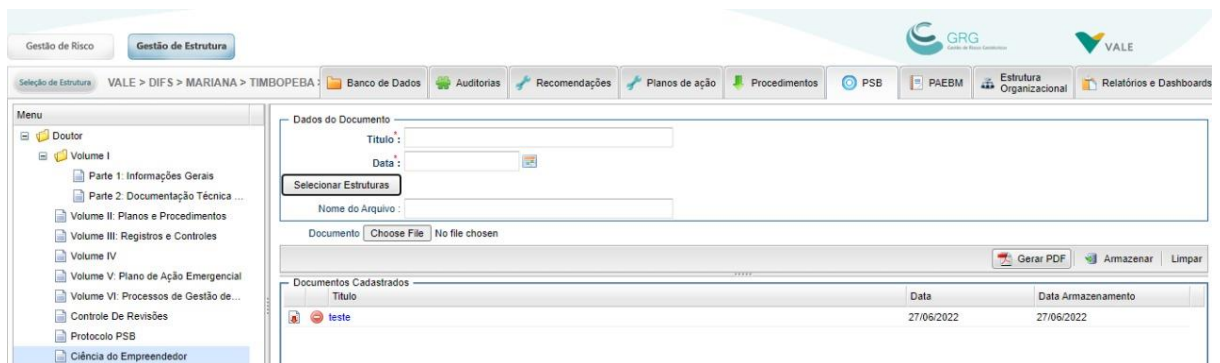 Gestão de Risco
Gestão de Estrutura
GRG
VALE
Seleção de Estrutura
VALE > DIFS > MARIANA > TIMBOPEBA >
Banco de Dados
Auditorias
Recomendações
Planos de ação
Procedimentos
PSB
PAEBM
Estrutura
Organizacional
Relatórios e Dashboards
Menu
Doutor
Volume I
Parte 1: Informações Gerais
Parte 2: Documentação Técnica ...
Volume II: Planos e Procedimentos
Volume III: Registros e Controles
Volume IV
Volume V: Plano de Ação Emergencial
Volume VI: Processos de Gestão de...
Controle De Revisões
Protocolo PSB
Ciência do Empreendedor
Dados do Documento
Titulo*:
Data*:
Selecionar Estruturas
Nome do Arquivo :
Documento Choose File No file chosen
Gerar PDF Armazenar Limpar
Documentos Cadastrados
Titulo Data Data Armazenamento
teste 27/06/2022 27/06/2022